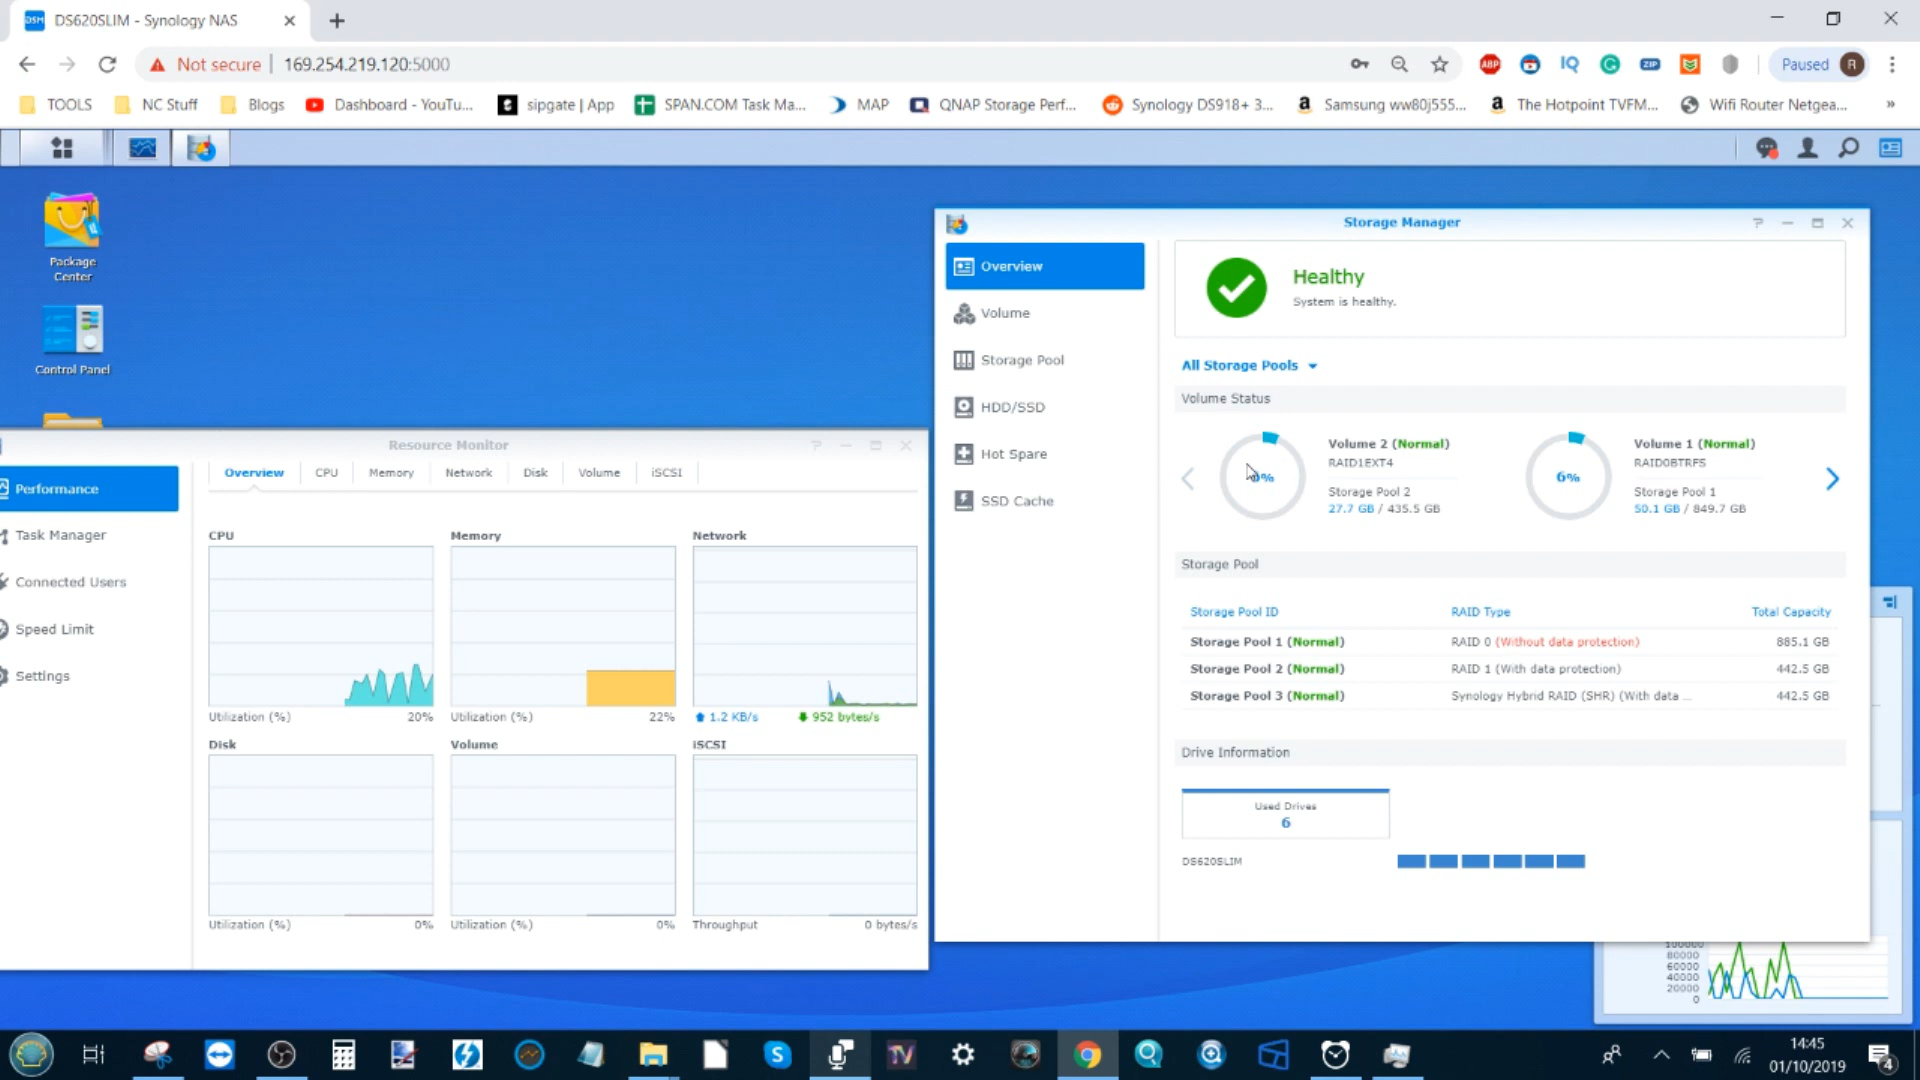 DS620SLIM - Synology NAS
Not secure
169.254.219.120:5000
ABP
IQ
ZIP
Paused
R
TOOLS
NC Stuff
Blogs
Dashboard - YouTu...
sipgate | App
SPAN.COM Task Ma...
MAP
QNAP Storage Perf...
Synology DS918+ 3...
Samsung ww80j555...
The Hotpoint TVFM...
Wifi Router Netgea...
»
Package
Center
Control Panel
Resource Monitor
Performance
Task Manager
Connected Users
Speed Limit
Settings
Overview
CPU
Memory
Network
Disk
Volume
iSCSI
CPU
Memory
Network
Utilization (%)
20%
Utilization (%)
22%
1.2 KB/s
952 bytes/s
Disk
Volume
iSCSI
Utilization (%)
0%
Utilization (%)
0%
Throughput
0 bytes/s
Storage Manager
Overview
Volume
Storage Pool
HDD/SSD
Hot Spare
SSD Cache
Healthy
System is healthy.
All Storage Pools
Volume Status
Volume 2 (Normal)
RAID1EXT4
Storage Pool 2
27.7 GB / 435.5 GB
6%
Volume 1 (Normal)
RAID0BTRFS
Storage Pool 1
50.1 GB / 849.7 GB
Storage Pool
Storage Pool ID
RAID Type
Total Capacity
Storage Pool 1 (Normal)
RAID 0 (Without data protection)
885.1 GB
Storage Pool 2 (Normal)
RAID 1 (With data protection)
442.5 GB
Storage Pool 3 (Normal)
Synology Hybrid RAID (SHR) (With data ...
442.5 GB
Drive Information
Used Drives
6
DS620SLIM
100000
80000
60000
40000
20000
0
TV
14:45
01/10/2019
4